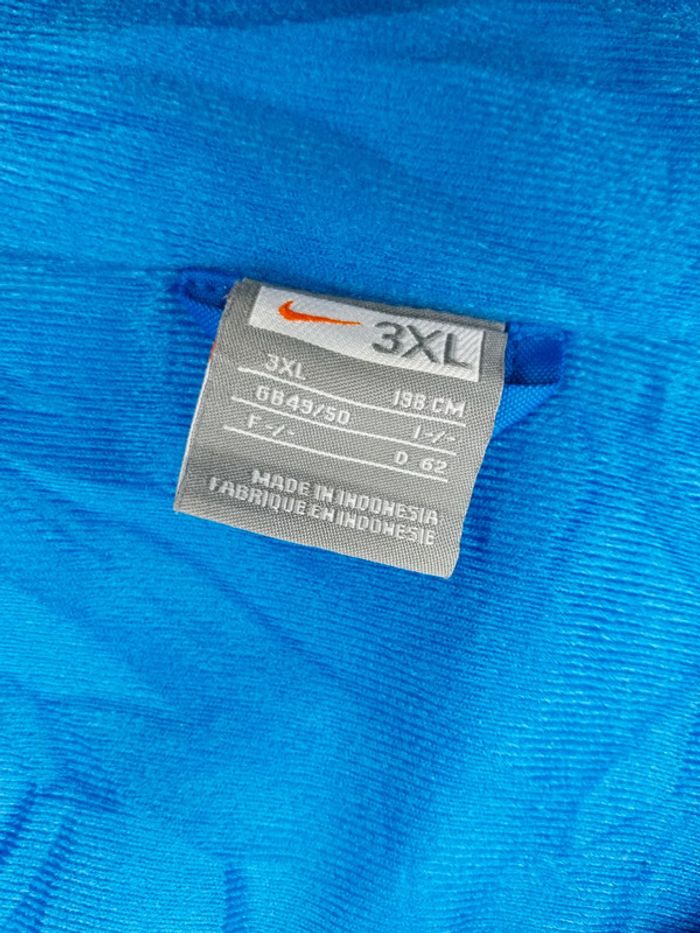 3XL
3XL 198 CM
GB49/50 I-/-
F-/- D 62
MADE IN INDONESIA
FABRIQUE EN INDONESIE